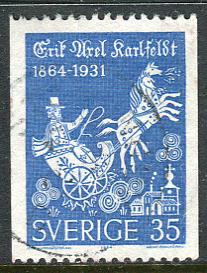 Erik Axel Karlfeldt
1864-1931
SVERIGE 35